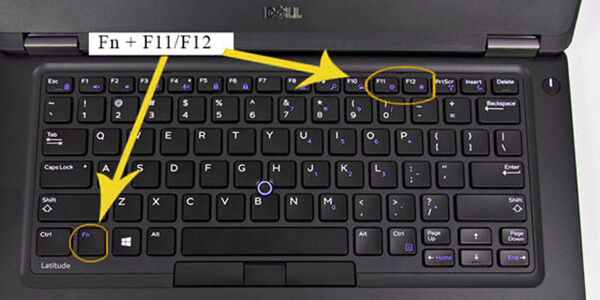 DELL
Fn + F11/F12
Esc F1 F2 F3 F4 F5 F6 F7 F8 F10 F11 F12 PrtScr Insert Delete
~ ! @ # $ % ^ & * ( ) _ + Backspace
` 1 2 3 4 5 6 7 8 9 0 - =
Tab Q W E R T Y U I O P
Caps Lock A S D F G H J K L Enter
Shift Z X C V B N M < > ? Shift
Ctrl Fn Alt Alt Ctrl Page Up ↑ Page Down
Home ← ↓ → End
Latitude